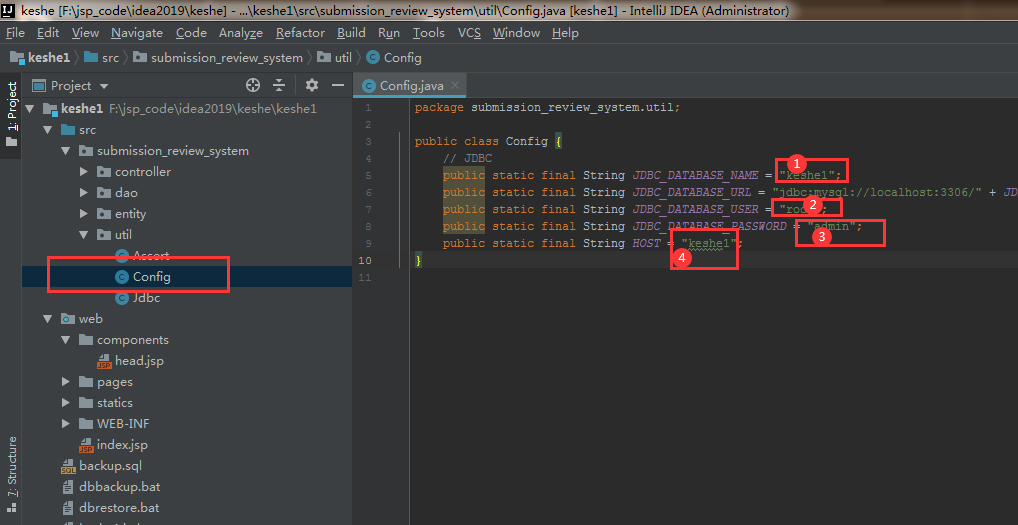 keshe [F:\jsp_code\idea2019\keshe] - ...\keshe1\src\submission_review_system\util\Config.java [keshe1] - IntelliJ IDEA (Administrator)
File Edit View Navigate Code Analyze Refactor Build Run Tools VCS Window Help
keshe1 src submission_review_system util Config
Project
Config.java
1: Project
keshe1 F:\jsp_code\idea2019\keshe\keshe1
src
submission_review_system
controller
dao
entity
util
Assert
Config
Jdbc
web
components
head.jsp
pages
statics
WEB-INF
index.jsp
backup.sql
dbbackup.bat
dbrestore.bat
7: Structure
1 package submission_review_system.util;
2
3 public class Config {
4 // JDBC
5 public static final String JDBC_DATABASE_NAME = "keshe1";
6 public static final String JDBC_DATABASE_URL = "jdbc:mysql://localhost:3306/" + JD
7 public static final String JDBC_DATABASE_USER =
8 public static final String JDBC_DATABASE_PASSWORD = "admin";
9 public static final String HOST = "keshe1";
10 }
11
1
2
3
4